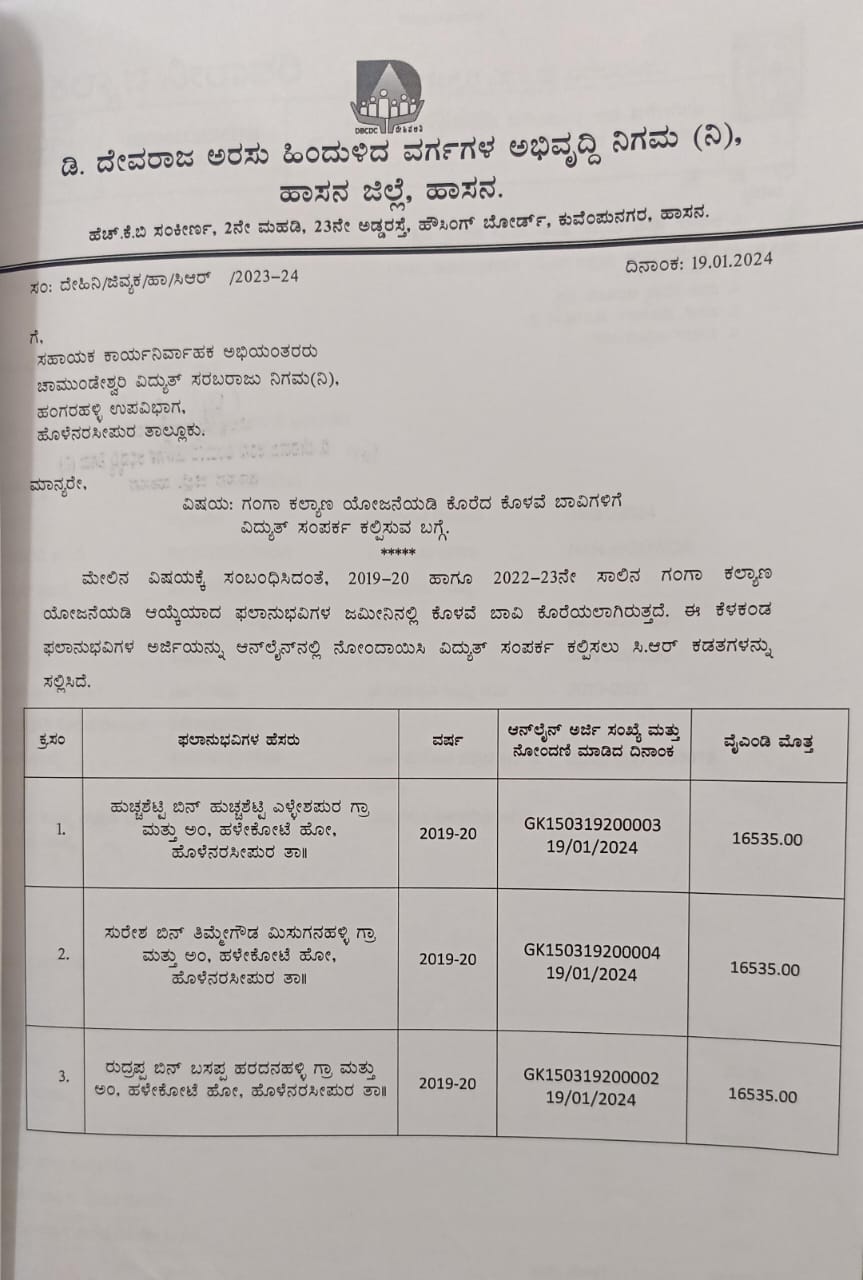 DBCDC ದೇಹಿವಅನಿ
ಡಿ. ದೇವರಾಜ ಅರಸು ಹಿಂದುಳಿದ ವರ್ಗಗಳ ಅಭಿವೃದ್ದಿ ನಿಗಮ (ನಿ),
ಹಾಸನ ಜಿಲ್ಲೆ, ಹಾಸನ.
ಹೆಚ್.ಕೆ.ಬಿ ಸಂಕೀರ್ಣ, 2ನೇ ಮಹಡಿ, 23ನೇ ಅಡ್ಡರಸ್ತೆ, ಹೌಸಿಂಗ್ ಬೋರ್ಡ್, ಕುವೆಂಪುನಗರ, ಹಾಸನ.
ಸಂ: ದೇಹಿನಿ/ಜಿವ್ಯಕ/ಹಾ/ಸಿಆರ್ /2023-24
ದಿನಾಂಕ: 19.01.2024
ಗೆ,
ಸಹಾಯಕ ಕಾರ್ಯನಿರ್ವಾಹಕ ಅಭಿಯಂತರರು
ಚಾಮುಂಡೇಶ್ವರಿ ವಿದ್ಯುತ್ ಸರಬರಾಜು ನಿಗಮ(ನಿ),
ಹಂಗರಹಳ್ಳಿ ಉಪವಿಭಾಗ,
ಹೊಳೆನರಸೀಪುರ ತಾಲ್ಲೂಕು.
ಮಾನ್ಯರೇ,
ವಿಷಯ: ಗಂಗಾ ಕಲ್ಯಾಣ ಯೋಜನೆಯಡಿ ಕೊರೆದ ಕೊಳವೆ ಬಾವಿಗಳಿಗೆ
ವಿದ್ಯುತ್ ಸಂಪರ್ಕ ಕಲ್ಪಿಸುವ ಬಗ್ಗೆ.
*****
ಮೇಲಿನ ವಿಷಯಕ್ಕೆ ಸಂಬಂಧಿಸಿದಂತೆ, 2019-20 ಹಾಗೂ 2022-23ನೇ ಸಾಲಿನ ಗಂಗಾ ಕಲ್ಯಾಣ
ಯೋಜನೆಯಡಿ ಆಯ್ಕೆಯಾದ ಫಲಾನುಭವಿಗಳ ಜಮೀನಿನಲ್ಲಿ ಕೊಳವೆ ಬಾವಿ ಕೊರೆಯಲಾಗಿರುತ್ತದೆ. ಈ ಕೆಳಕಂಡ
ಫಲಾನುಭವಿಗಳ ಅರ್ಜಿಯನ್ನು ಆನ್‌ಲೈನ್‌ನಲ್ಲಿ ನೋಂದಾಯಿಸಿ ವಿದ್ಯುತ್ ಸಂಪರ್ಕ ಕಲ್ಪಿಸಲು ಸಿ.ಆರ್ ಕಡತಗಳನ್ನು
ಸಲ್ಲಿಸಿದೆ.
ಕ್ರ.ಸಂ ಫಲಾನುಭವಿಗಳ ಹೆಸರು ವರ್ಷ ಆನ್‌ಲೈನ್ ಅರ್ಜಿ ಸಂಖ್ಯೆ ಮತ್ತು ವೈಎಂಡಿ ಮೊತ್ತ
ನೋಂದಣಿ ಮಾಡಿದ ದಿನಾಂಕ
ಹುಚ್ಚಶೆಟ್ಟಿ ಬಿನ್ ಹುಚ್ಚಶೆಟ್ಟಿ ಎಳ್ಳೇಶಪುರ ಗ್ರಾ
1. ಮತ್ತು ಅಂ, ಹಳೇಕೋಟೆ ಹೋ, 2019-20 GK150319200003 16535.00
ಹೊಳೆನರಸೀಪುರ ತಾ॥ 19/01/2024
ಸುರೇಶ ಬಿನ್ ತಿಮ್ಮೇಗೌಡ ಮಿಸುಗನಹಳ್ಳಿ ಗ್ರಾ
2. ಮತ್ತು ಅಂ, ಹಳೇಕೋಟೆ ಹೋ, 2019-20 GK150319200004 16535.00
ಹೊಳೆನರಸೀಪುರ ತಾ॥ 19/01/2024
3. ರುದ್ರಪ್ಪ ಬಿನ್ ಬಸಪ್ಪ ಹರದನಹಳ್ಳಿ ಗ್ರಾ ಮತ್ತು 2019-20 GK150319200002 16535.00
ಅಂ, ಹಳೇಕೋಟೆ ಹೋ, ಹೊಳೆನರಸೀಪುರ ತಾ॥ 19/01/2024